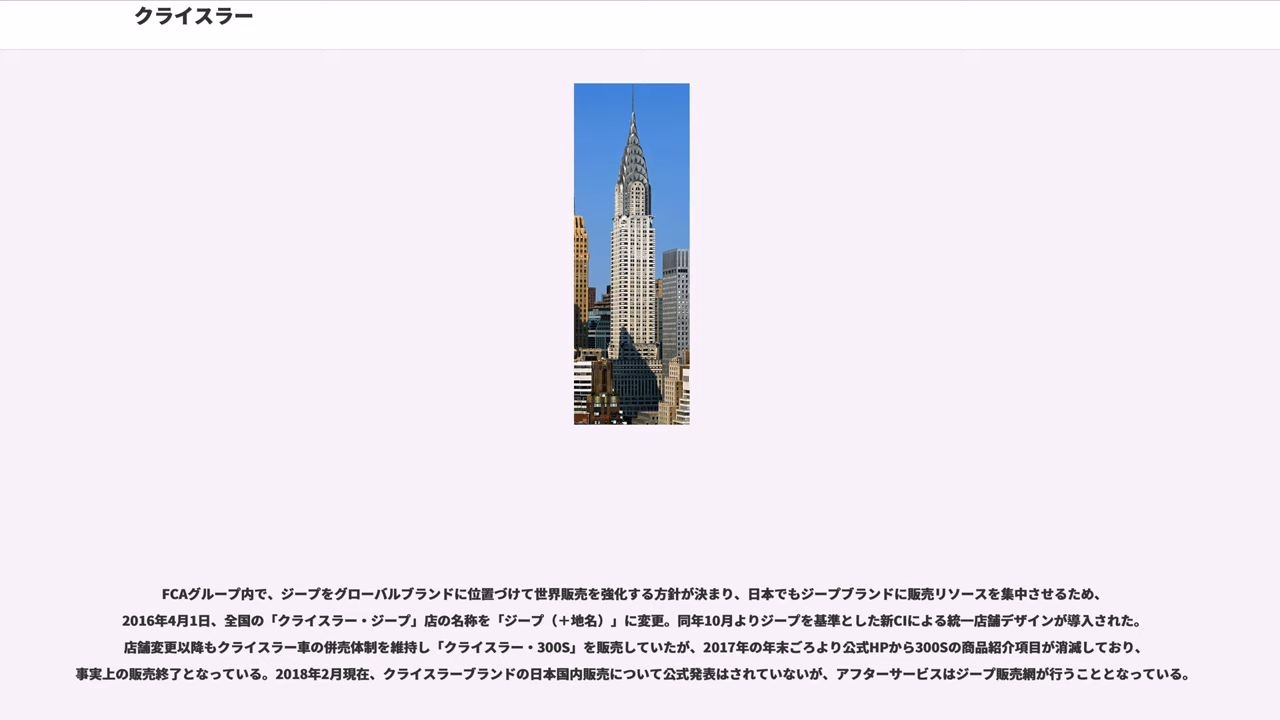 クライスラー
FCAグループ内で、ジープをグローバルブランドに位置づけて世界販売を強化する方針が決まり、日本でもジープブランドに販売リソースを集中させるため、
2016年4月1日、全国の「クライスラー・ジープ」店の名称を「ジープ（＋地名）」に変更。同年10月よりジープを基準とした新CIによる統一店舗デザインが導入された。
店舗変更以降もクライスラー車の併売体制を維持し「クライスラー・300S」を販売していたが、2017年の年末ごろより公式HPから300Sの商品紹介項目が消滅しており、
事実上の販売終了となっている。2018年2月現在、クライスラーブランドの日本国内販売について公式発表はされていないが、アフターサービスはジープ販売網が行うこととなっている。